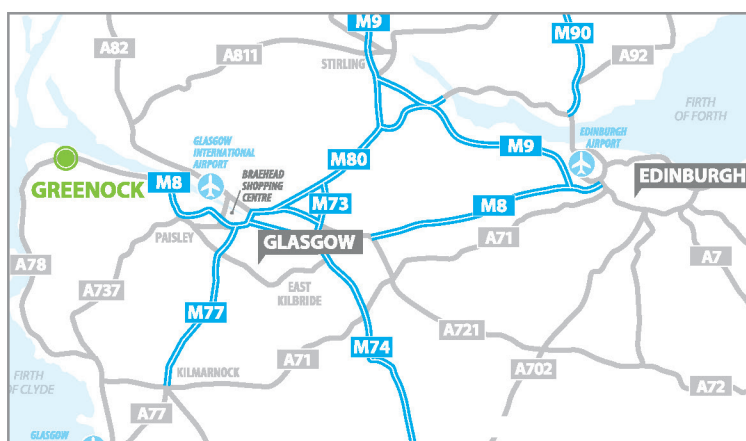 M9
M90
A82
A811
A92
STIRLING
FIRTH
OF FORTH
GLASGOW
INTERNATIONAL
AIRPORT
EDINBURGH
AIRPORT
M80
M9
BRAEHEAD
SHOPPING
CENTRE
GREENOCK
M8
EDINBURGH
M73
M8
PAISLEY
GLASGOW
A71
A7
A78
A737
EAST
KILBRIDE
M77
A721
M74
A71
A702
KILMARNOCK
FIRTH
OF CLYDE
A72
A77
GLASGOW